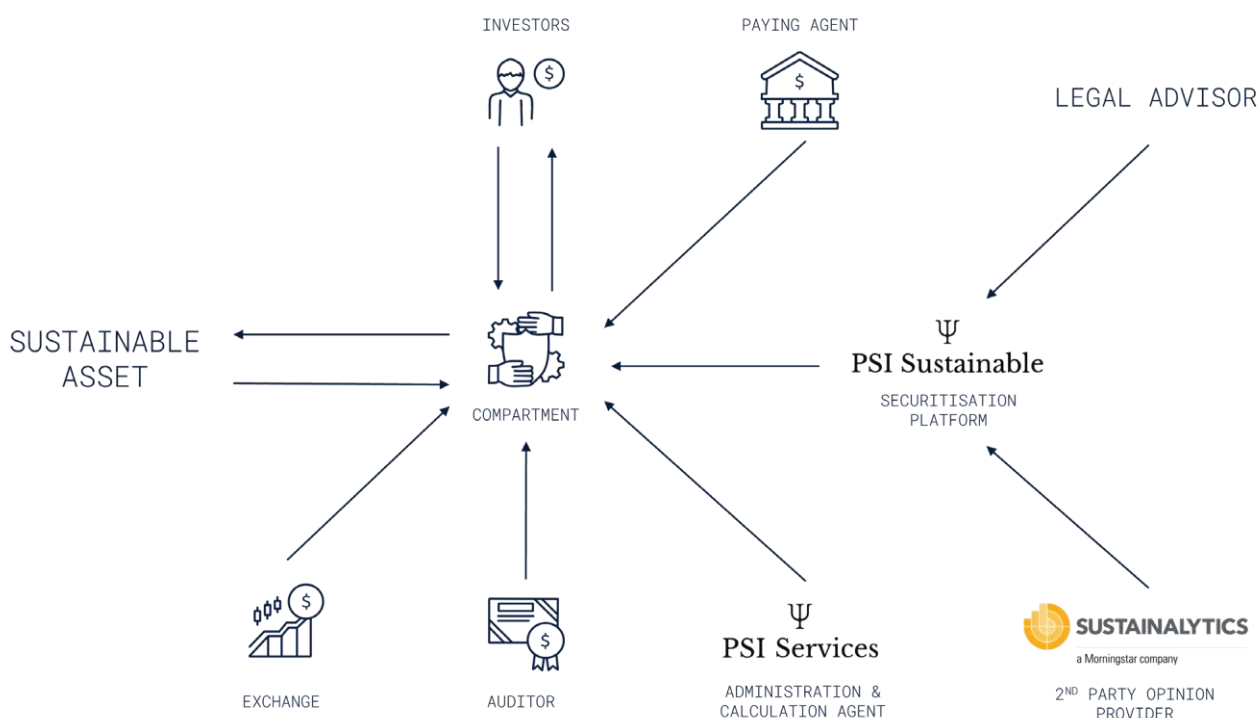 INVESTORS
PAYING AGENT
$
$
LEGAL ADVISOR
SUSTAINABLE
ASSET
COMPARTMENT
Ψ
PSI Sustainable
SECURITISATION
PLATFORM
$
EXCHANGE
$
AUDITOR
Ψ
PSI Services
ADMINISTRATION &
CALCULATION AGENT
SUSTAINALYTICS
a Morningstar company
2ND PARTY OPINION
PROVIDER